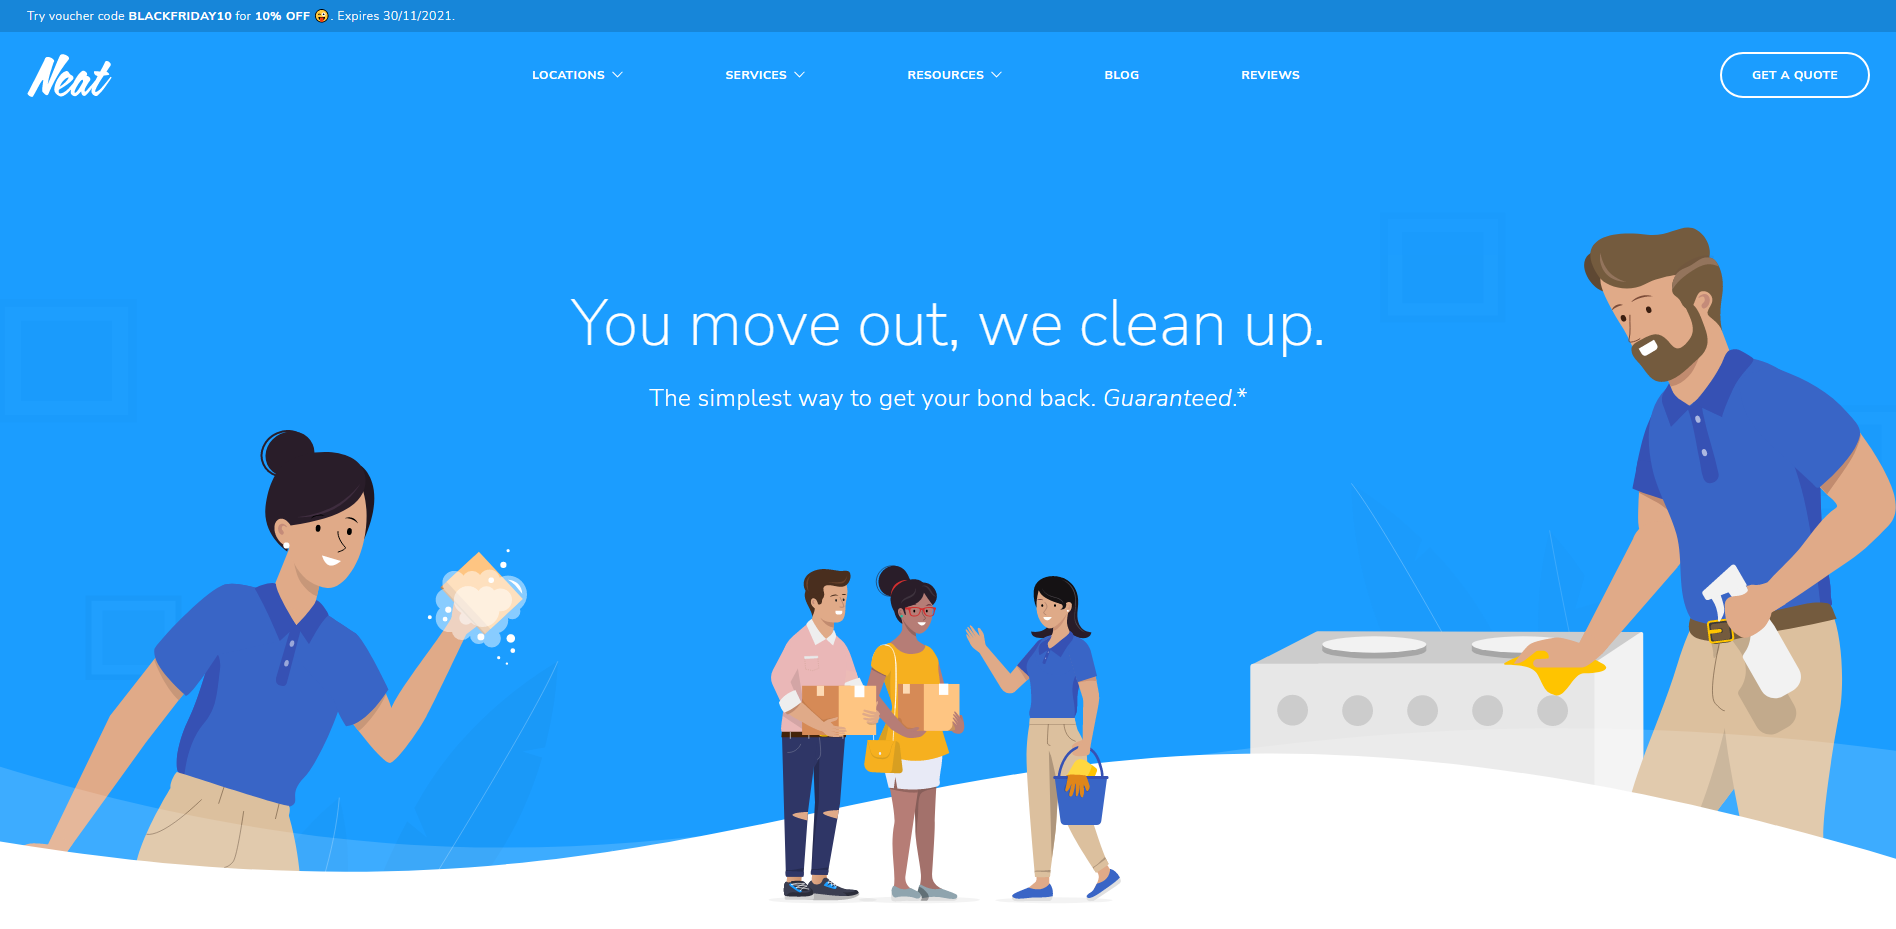 Try voucher code BLACKFRIDAY10 for 10% OFF 😜. Expires 30/11/2021.
Neat
LOCATIONS
SERVICES
RESOURCES
BLOG
REVIEWS
GET A QUOTE
You move out, we clean up.
The simplest way to get your bond back. Guaranteed.*